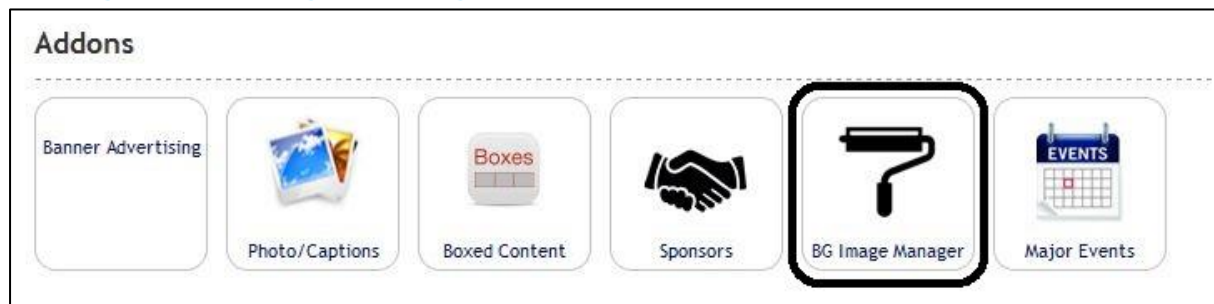 Addons
Banner Advertising
Photo/Captions
Boxes
Boxed Content
Sponsors
BG Image Manager
EVENTS
Major Events